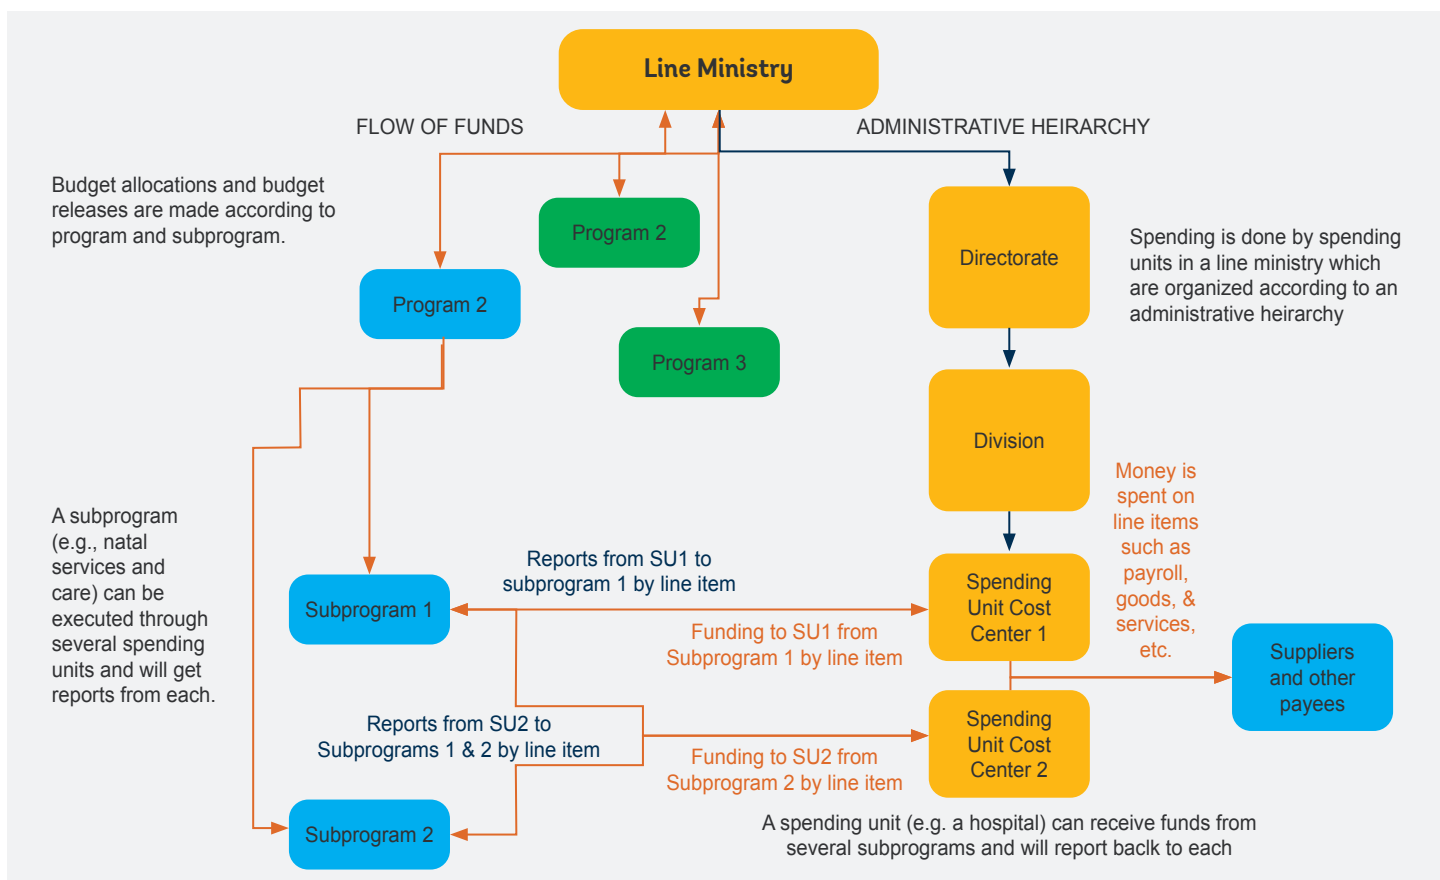 Line Ministry
FLOW OF FUNDS
ADMINISTRATIVE HEIRARCHY
Budget allocations and budget
releases are made according to
program and subprogram.
Program 2
Directorate
Spending is done by spending
units in a line ministry which
are organized according to an
administrative heirarchy
Program 2
Program 3
Division
Money is
spent on
line items
such as
payroll,
goods, &
services,
etc.
A subprogram
(e.g., natal
services and
care) can be
executed through
several spending
units and will get
reports from each.
Reports from SU1 to
subprogram 1 by line item
Subprogram 1
Funding to SU1 from
Subprogram 1 by line item
Spending
Unit Cost
Center 1
Suppliers
and other
payees
Reports from SU2 to
Subprograms 1 & 2 by line item
Funding to SU2 from
Subprogram 2 by line item
Spending
Unit Cost
Center 2
Subprogram 2
A spending unit (e.g. a hospital) can receive funds from
several subprograms and will report baclk to each